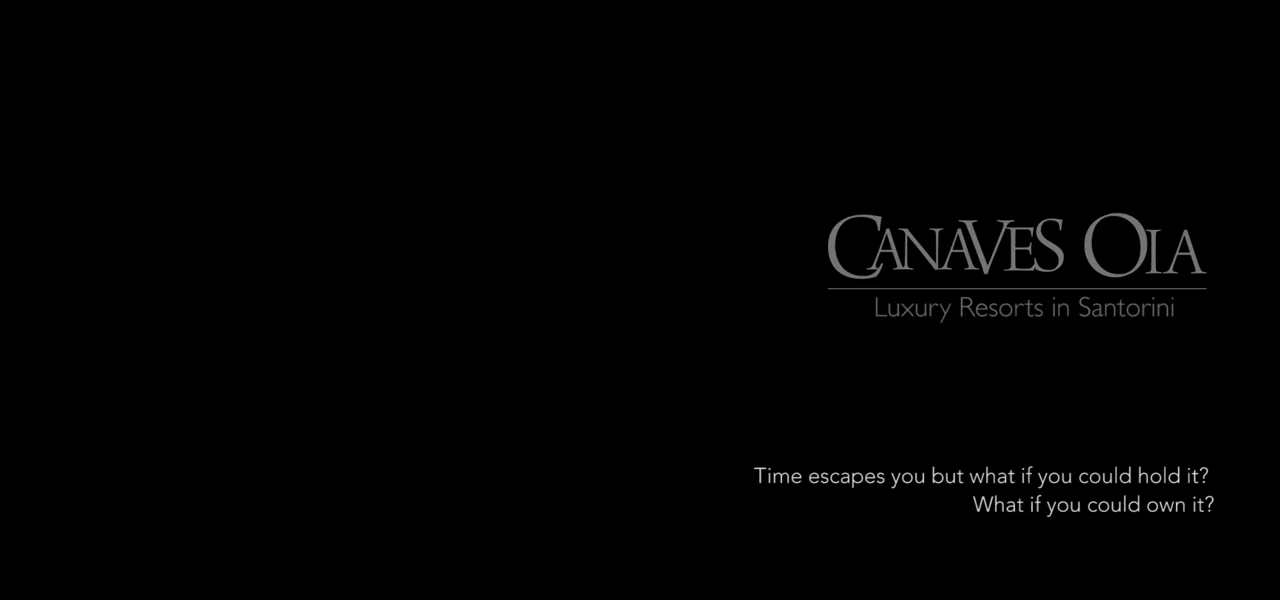 CANAVES OIA
Luxury Resorts in Santorini
Time escapes you but what if you could hold it?
What if you could own it?